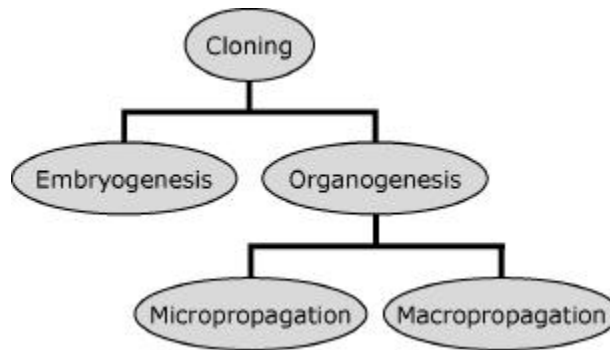 Cloning
Embryogenesis
Organogenesis
Micropropagation
Macropropagation